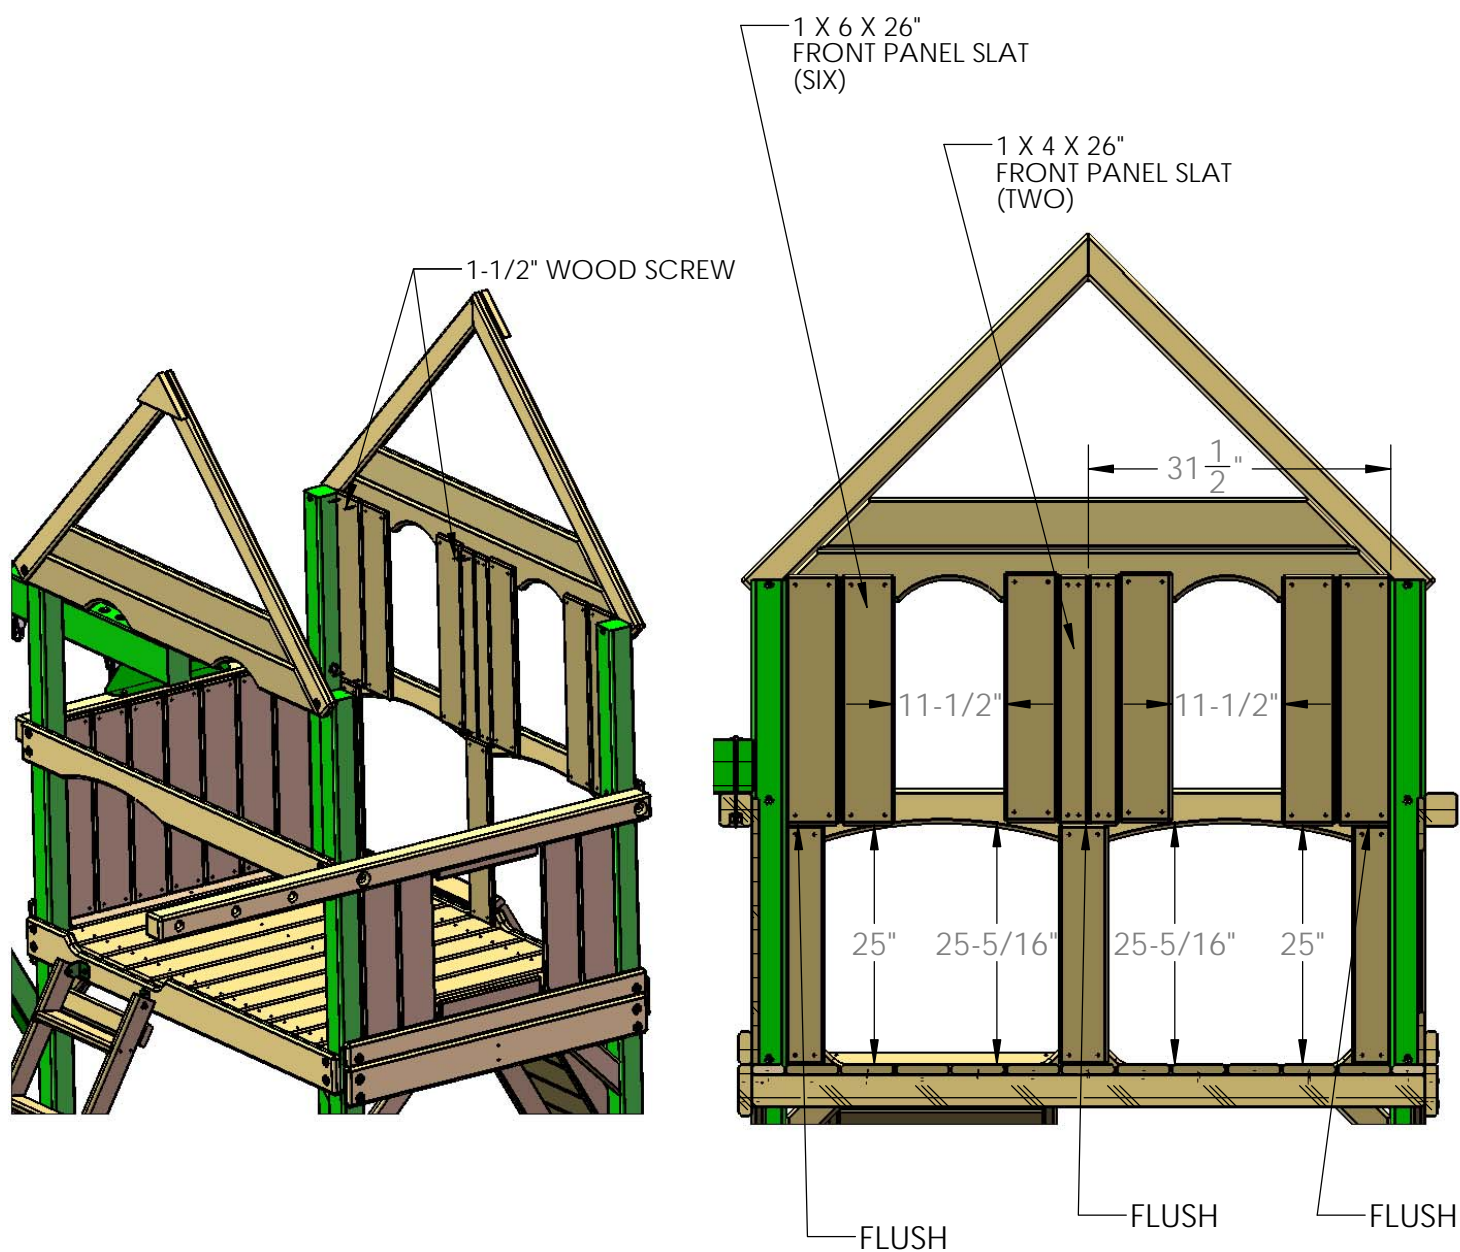 1 X 6 X 26"
FRONT PANEL SLAT
(SIX)
1 X 4 X 26"
FRONT PANEL SLAT
(TWO)
1-1/2" WOOD SCREW
31 1/2"
11-1/2"
11-1/2"
25"
25-5/16"
25-5/16"
25"
FLUSH
FLUSH
FLUSH